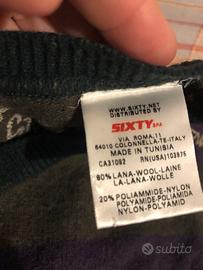 WWW.SIXTY.NET
DISTRIBUTED BY
SIXTY SPA
VIA ROMA, 11
64010 COLONNELLA-TE-ITALY
MADE IN TUNISIA
CA31082 RN(USA)103975
80% LANA-WOOL-LAINE
LA-LANA-WOLLE
20% POLIAMMIDE-NYLON
POLYAMIDE-POLIAMIDA
NYLON-POLYAMID
subito